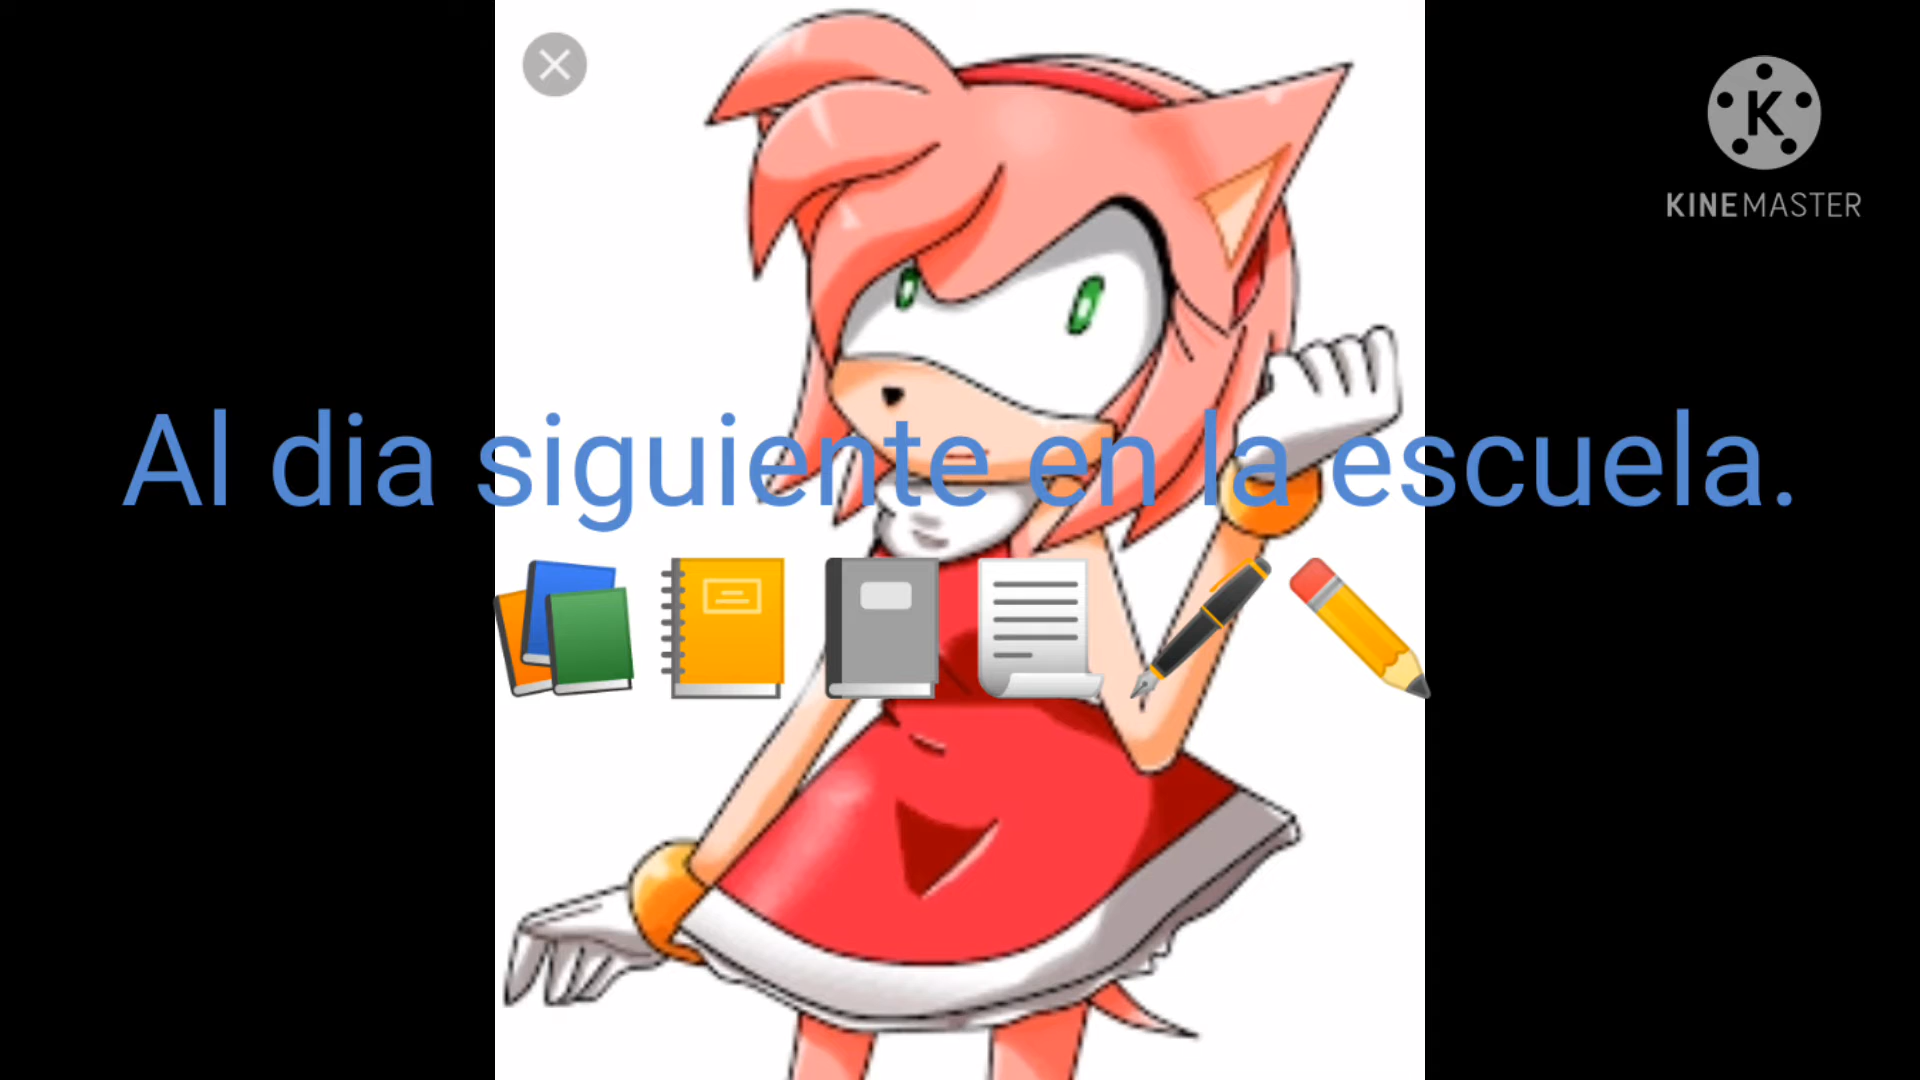 K
KINEMASTER
Al dia siguiente en la escuela.
📚📒📓📃🖋️✏️